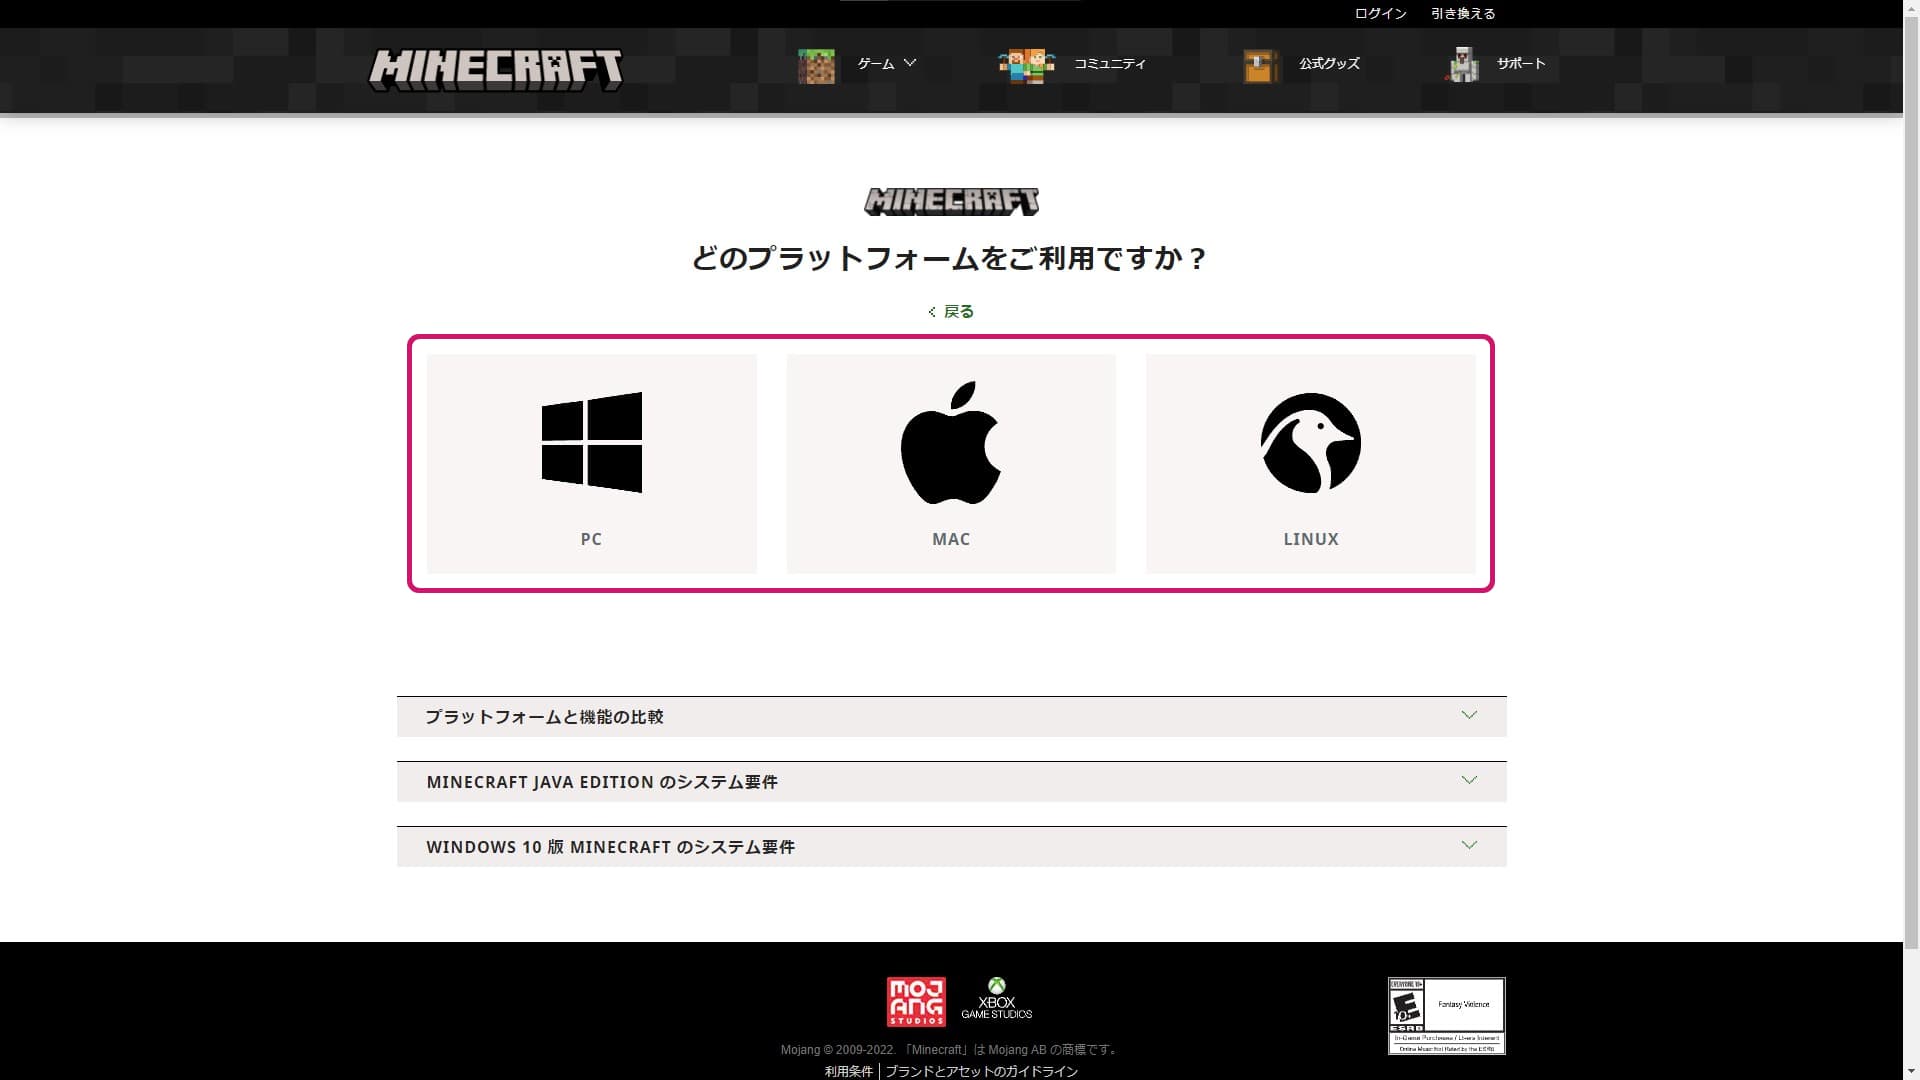 ログイン 引き換える
MINECRAFT ゲーム コミュニティ 公式グッズ サポート
MINECRAFT
どのプラットフォームをご利用ですか？
戻る
PC MAC LINUX
プラットフォームと機能の比較
MINECRAFT JAVA EDITION のシステム要件
WINDOWS 10 版 MINECRAFT のシステム要件
MOJANG STUDIOS
XBOX
GAME STUDIOS
EVERYONE 10+
Fantasy Violence
ESRB
In-Game Purchases / Users Interact
Online Music Not Rated by the ESRB
Mojang © 2009-2022. 「Minecraft」は Mojang AB の商標です。
利用条件 ブランドとアセットのガイドライン